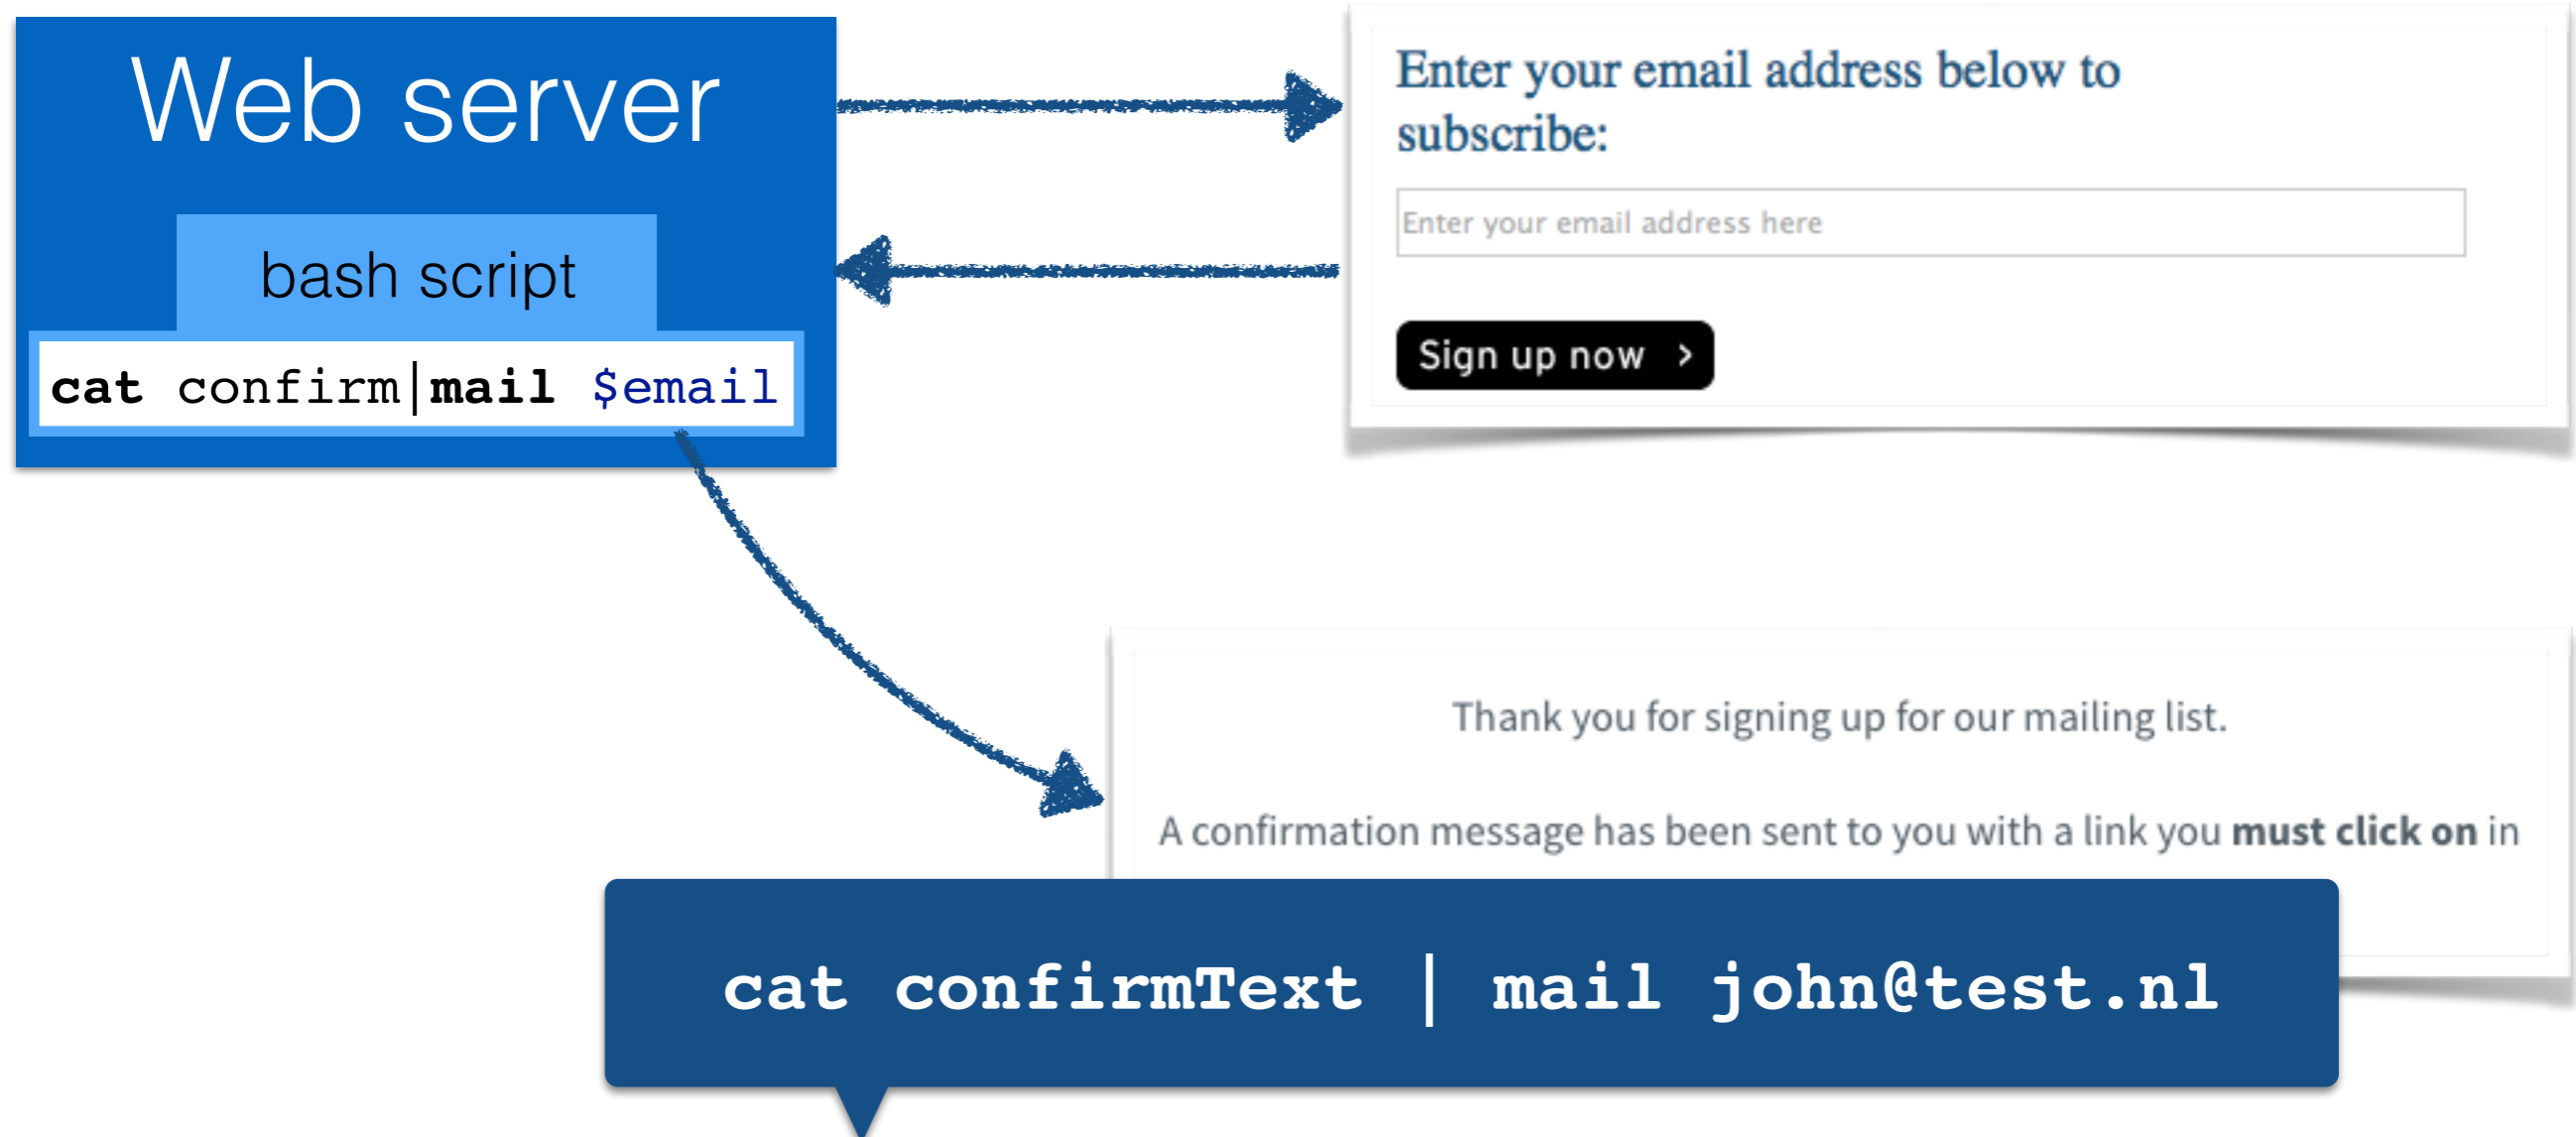 Web server
bash script
cat confirm|mail $email
Enter your email address below to
subscribe:
Enter your email address here
Sign up now >
Thank you for signing up for our mailing list.
A confirmation message has been sent to you with a link you must click on in
cat confirmText | mail john@test.nl